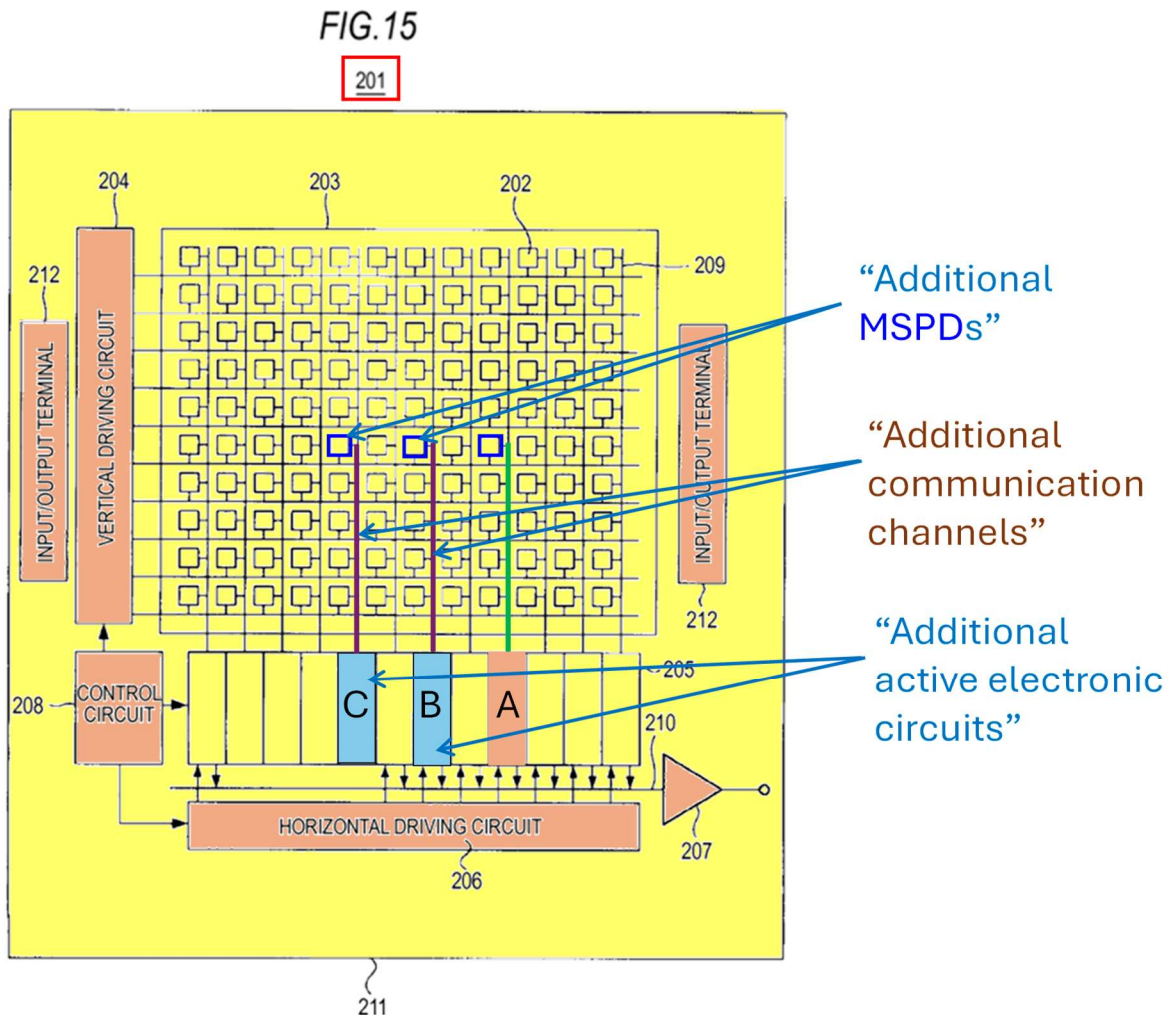 FIG.15
201
204
203
202
209
212
INPUT/OUTPUT TERMINAL
VERTICAL DRIVING CIRCUIT
INPUT/OUTPUT TERMINAL
212
“Additional
MSPDs”
“Additional
communication
channels”
“Additional
active electronic
circuits”
208
CONTROL
CIRCUIT
C
B
A
205
210
HORIZONTAL DRIVING CIRCUIT
206
207
211